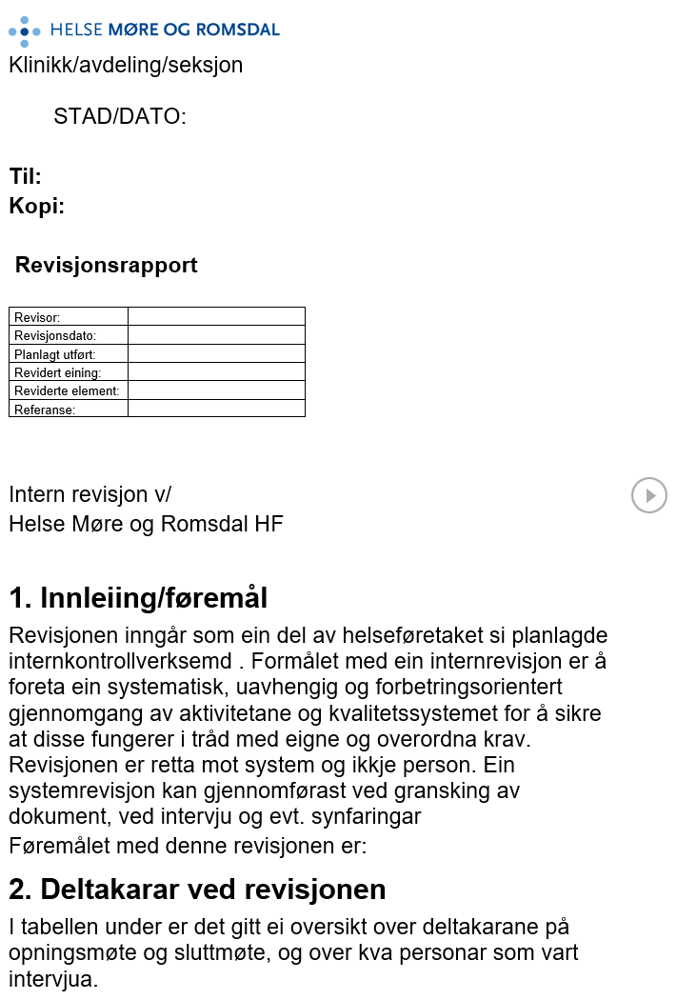 HELSE MØRE OG ROMSDAL
Klinikk/avdeling/seksjon
STAD/DATO:
Til:
Kopi:
Revisjonsrapport
Revisor:
Revisjonsdato:
Planlagt utført:
Revidert eining:
Reviderte element:
Referanse:
Intern revisjon v/
Helse Møre og Romsdal HF
1. Innleiing/føremål
Revisjonen inngår som ein del av helseføretaket si planlagde
internkontrollverksemd . Formålet med ein internrevisjon er å
foreta ein systematisk, uavhengig og forbetringsorientert
gjennomgang av aktivitetane og kvalitetssystemet for å sikre
at disse fungerer i tråd med eigne og overordna krav.
Revisjonen er retta mot system og ikkje person. Ein
systemrevisjon kan gjennomførast ved gransking av
dokument, ved intervju og evt. synfaringar
Føremålet med denne revisjonen er:
2. Deltakarar ved revisjonen
I tabellen under er det gitt ei oversikt over deltakarane på
opningsmøte og sluttmøte, og over kva personar som vart
intervjua.